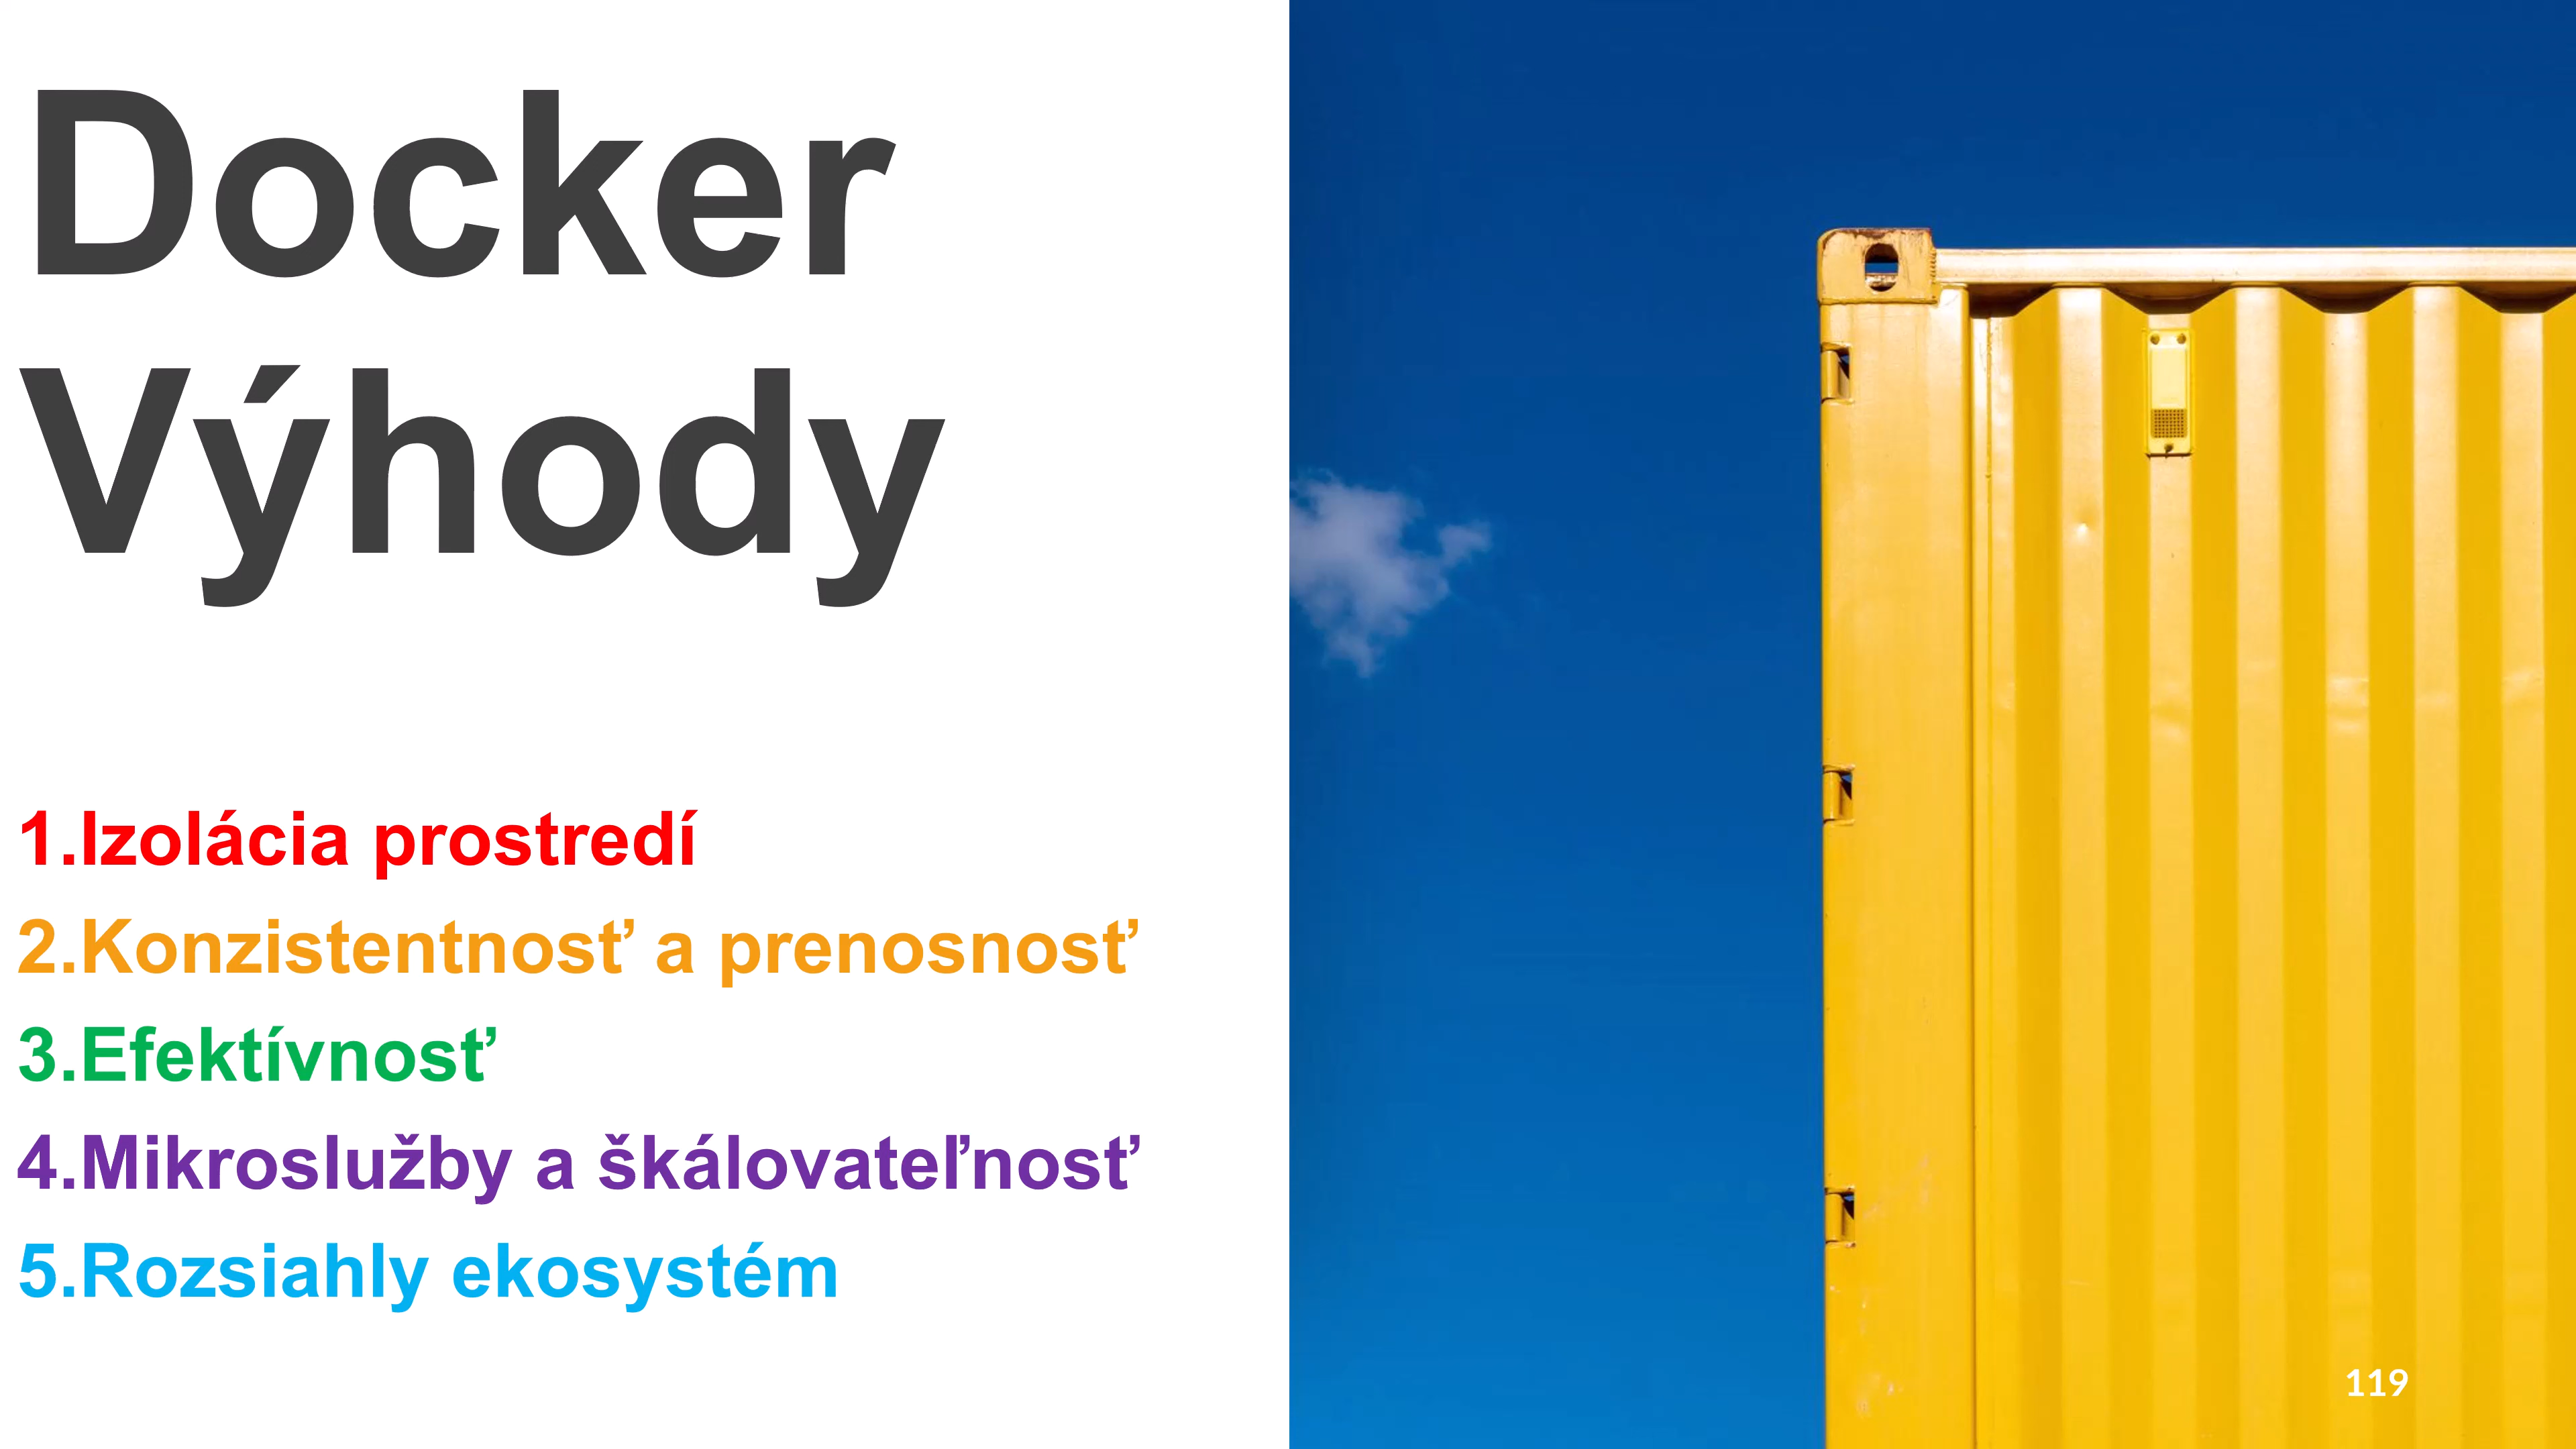 Docker
Výhody
1.Izolácia prostredí
2.Konzistentnosť a prenosnosť
3.Efektívnosť
4.Mikroslužby a škálovateľnosť
5.Rozsiahly ekosystém
119